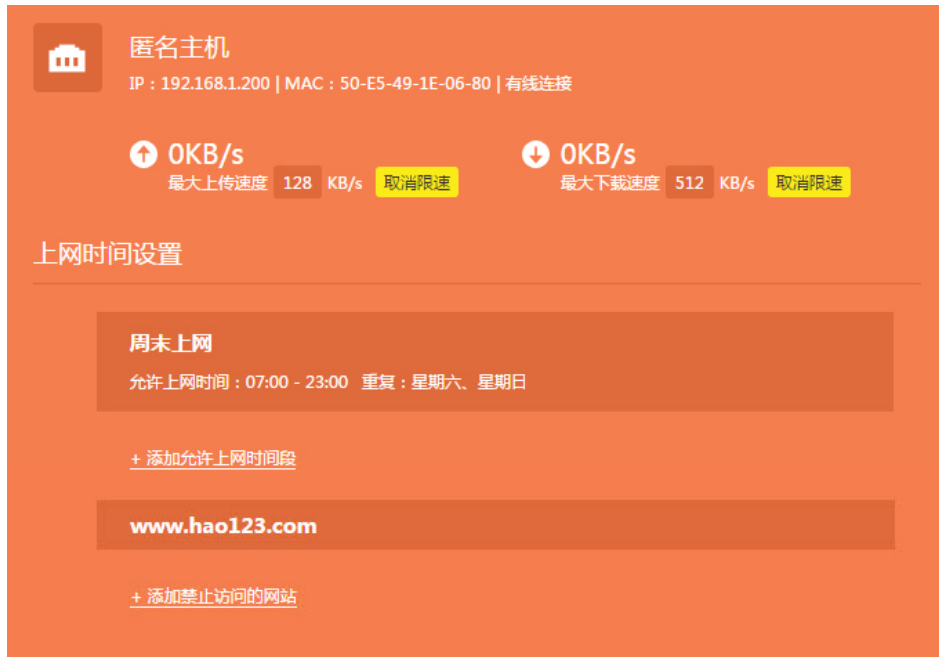 匿名主机
IP：192.168.1.200 | MAC：50-E5-49-1E-06-80 | 有线连接
0KB/s 0KB/s
最大上传速度 128 KB/s 取消限速 最大下载速度 512 KB/s 取消限速
上网时间设置
周末上网
允许上网时间：07:00 - 23:00 重复：星期六、星期日
+ 添加允许上网时间段
www.hao123.com
+ 添加禁止访问的网站